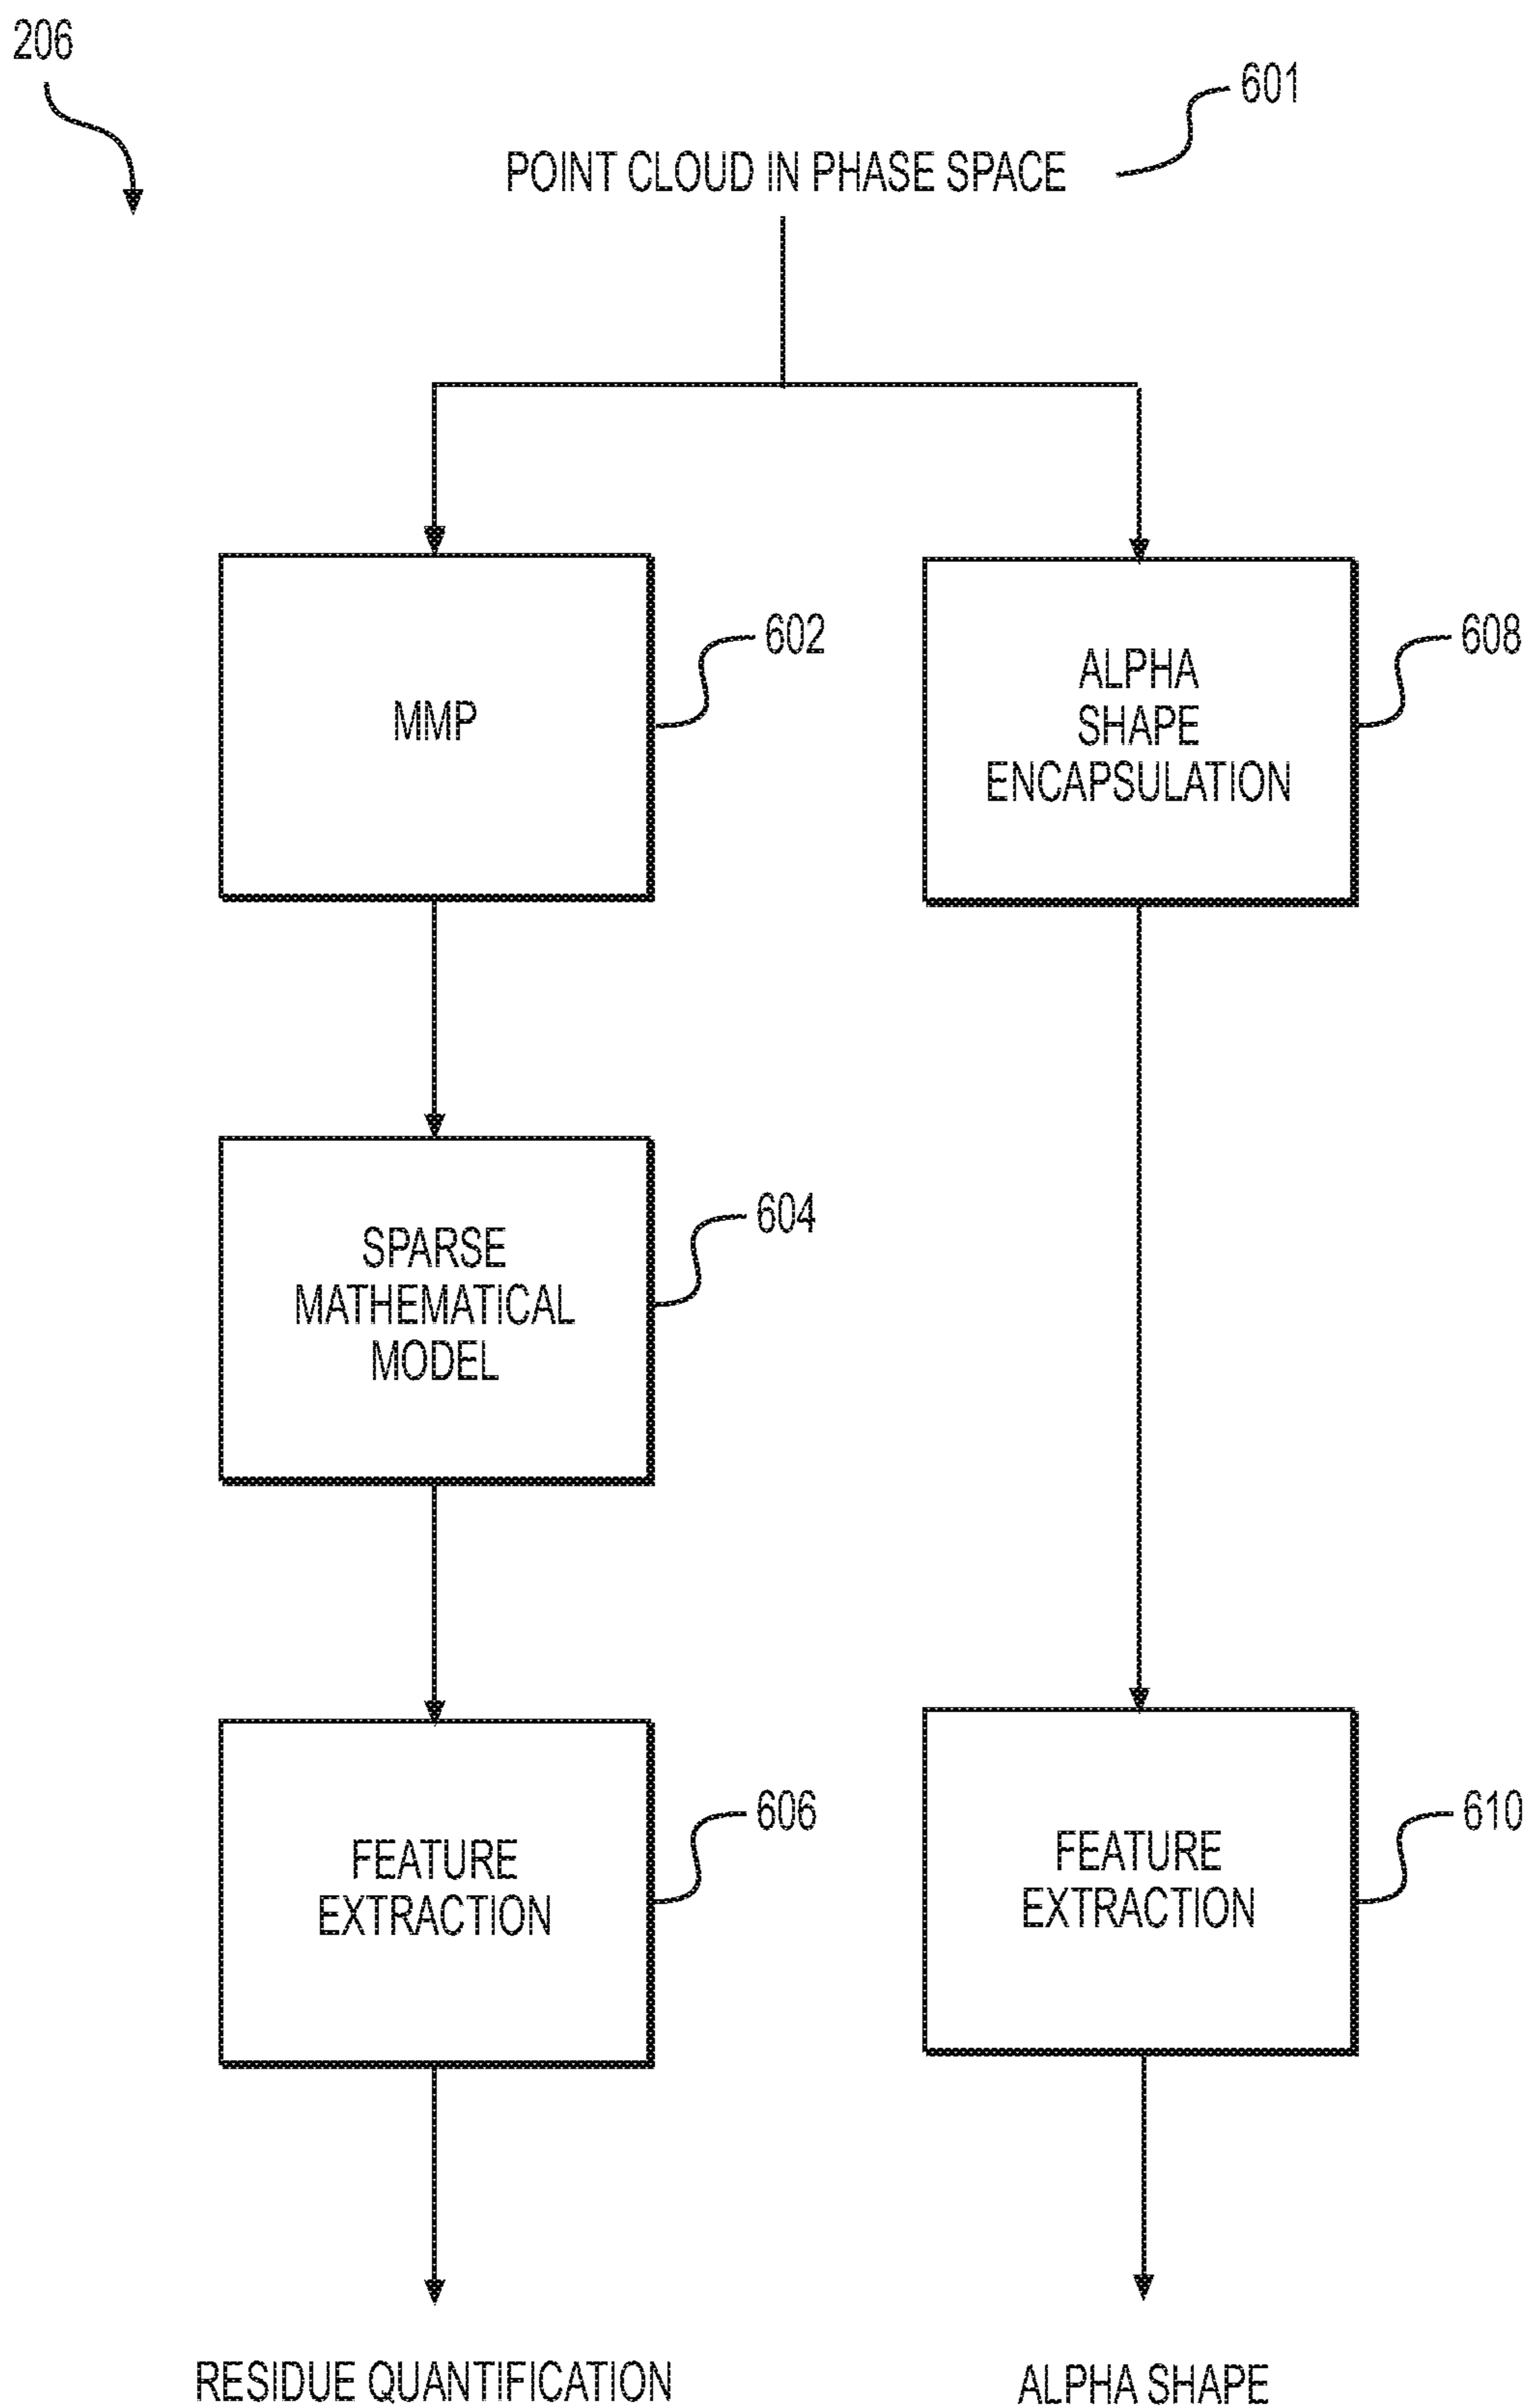 206
601
POINT CLOUD IN PHASE SPACE
602
MMP
608
ALPHA
SHAPE
ENCAPSULATION
604
SPARSE
MATHEMATICAL
MODEL
606
FEATURE
EXTRACTION
610
FEATURE
EXTRACTION
RESIDUE QUANTIFICATION
ALPHA SHAPE